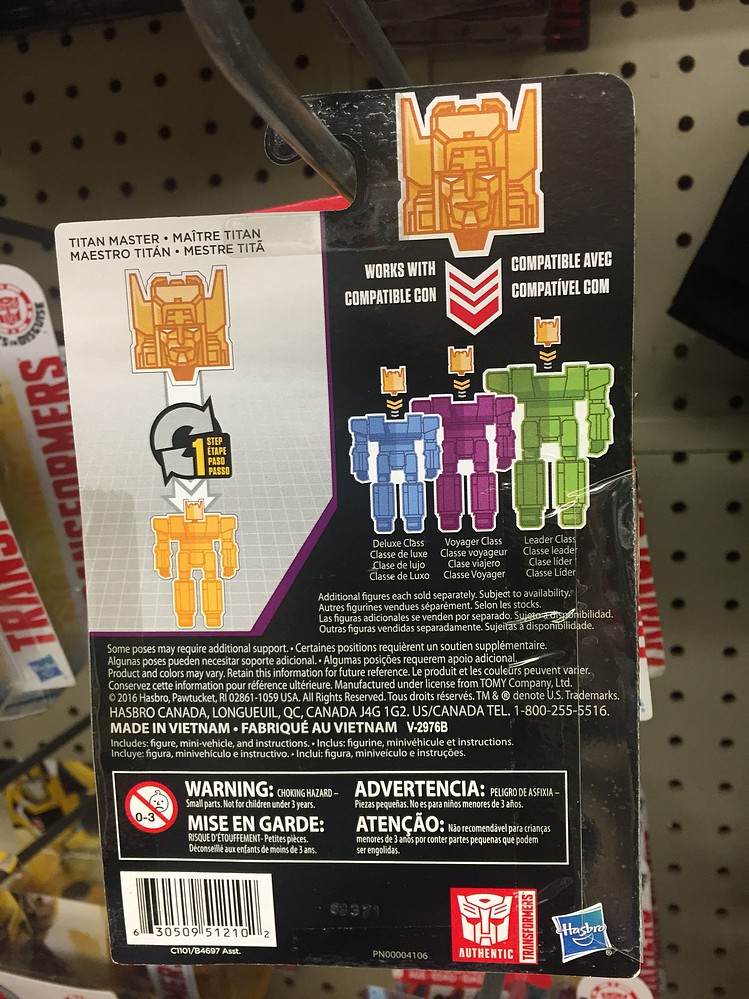 TITAN MASTER • MAÎTRE TITAN
MAESTRO TITÁN • MESTRE TITÃ
1 STEP
ÉTAPE
PASO
PASSO
WORKS WITH
COMPATIBLE CON
COMPATIBLE AVEC
COMPATÍVEL COM
Deluxe Class
Classe de luxe
Clase de lujo
Classe de Luxo
Voyager Class
Classe voyageur
Clase viajero
Classe Voyager
Leader Class
Classe leader
Clase líder
Classe Líder
Additional figures each sold separately. Subject to availability.
Autres figurines vendues séparément. Selon les stocks.
Las figuras adicionales se venden por separado. Sujeto a disponibilidad.
Outras figuras vendidas separadamente. Sujeitas à disponibilidade.
Some poses may require additional support. • Certaines positions requièrent un soutien supplémentaire.
Algunas poses pueden necesitar soporte adicional. • Algumas posições requerem apoio adicional.
Product and colors may vary. Retain this information for future reference. Le produit et les couleurs peuvent varier.
Conservez cette information pour référence ultérieure. Manufactured under license from TOMY Company, Ltd.
© 2016 Hasbro, Pawtucket, RI 02861-1059 USA. All Rights Reserved. Tous droits réservés. TM & ® denote U.S. Trademarks.
HASBRO CANADA, LONGUEUIL, QC, CANADA J4G 1G2. US/CANADA TEL. 1-800-255-5516.
MADE IN VIETNAM • FABRIQUÉ AU VIETNAM V-2976B
Includes: figure, mini-vehicle, and instructions. • Inclus: figurine, minivéhicule et instructions.
Incluye: figura, minivehículo e instructivo. • Inclui: figura, miniveículo e instruções.
0-3
WARNING: CHOKING HAZARD –
Small parts. Not for children under 3 years.
ADVERTENCIA: PELIGRO DE ASFIXIA –
Piezas pequeñas. No es para niños menores de 3 años.
MISE EN GARDE:
RISQUE D'ÉTOUFFEMENT- Petites pièces.
Déconseillé aux enfants de moins de 3 ans.
ATENÇÃO: Não recomendável para crianças
menores de 3 anos por conter partes pequenas que podem
ser engolidas.
6 30509 51210 2
C1101/B4697 Asst.
PN00004106
AUTHENTIC
TRANSFORMERS
Hasbro
TRANSFORMERS